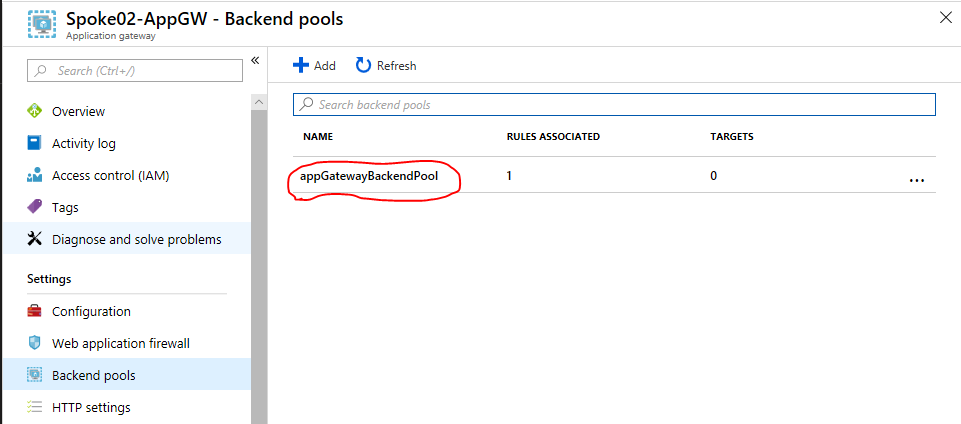 Spoke02-AppGW - Backend pools
Application gateway
Search (Ctrl+/)
Overview
Activity log
Access control (IAM)
Tags
Diagnose and solve problems
Settings
Configuration
Web application firewall
Backend pools
HTTP settings
Add Refresh
Search backend pools
NAME RULES ASSOCIATED TARGETS
appGatewayBackendPool 1 0